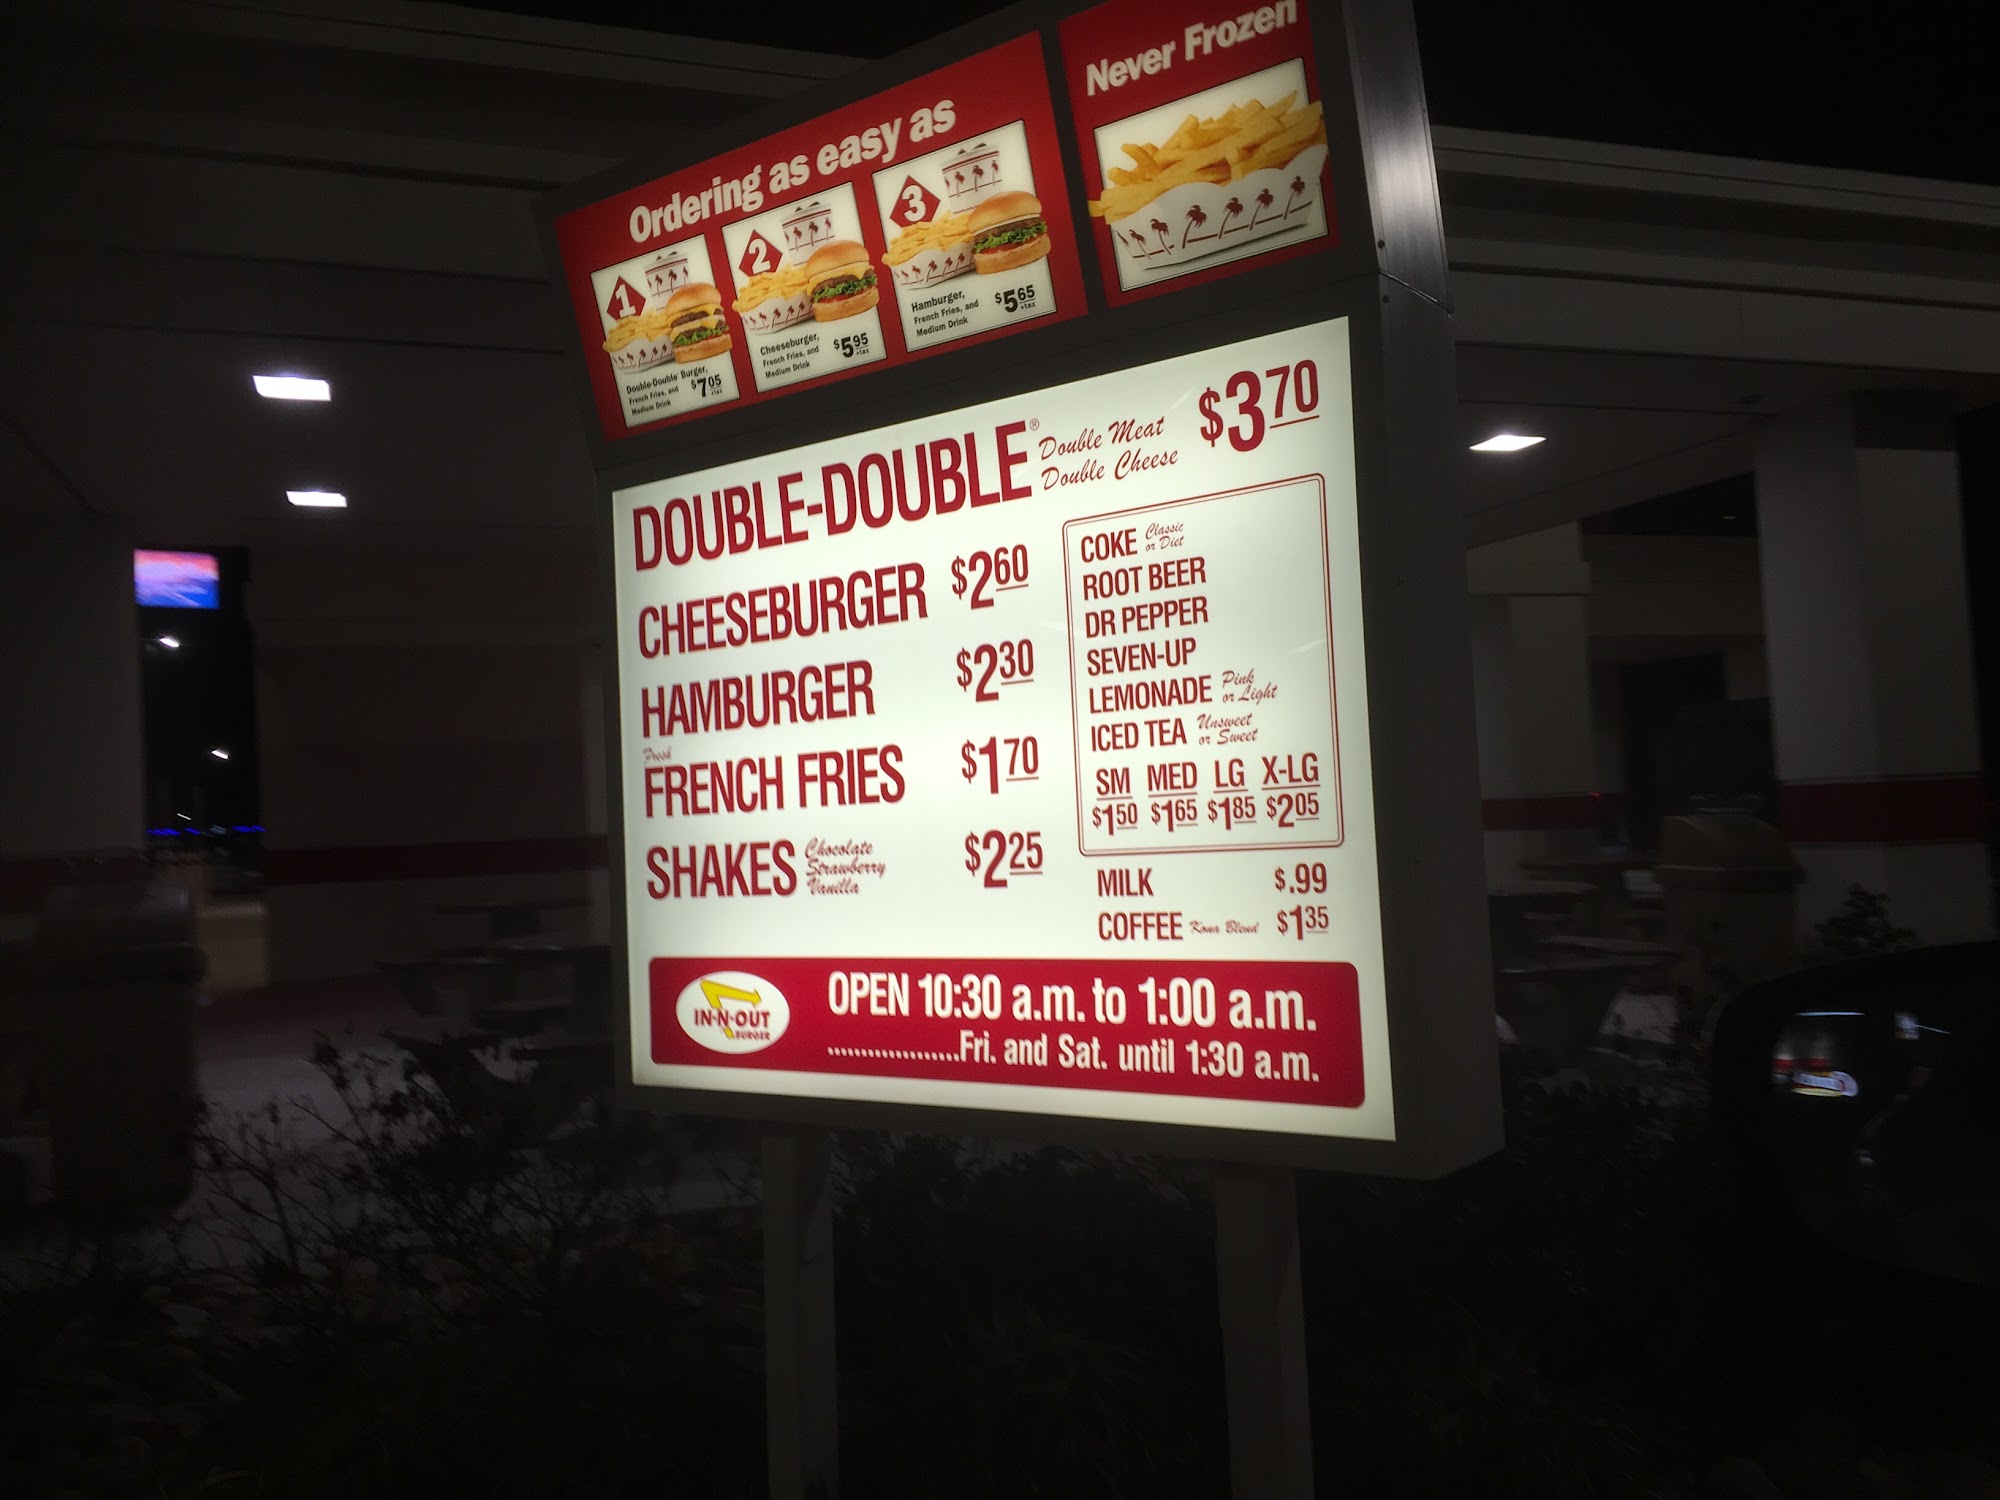 Ordering as easy as
Never Frozen
1
Double-Double Burger,
French Fries, and
Medium Drink
$7.05
+tax
2
Cheeseburger,
French Fries, and
Medium Drink
$5.95
+tax
3
Hamburger,
French Fries, and
Medium Drink
$5.65
+tax
DOUBLE-DOUBLE® Double Meat Double Cheese $3.70
CHEESEBURGER $2.60
HAMBURGER $2.30
Fresh
FRENCH FRIES $1.70
SHAKES Chocolate Strawberry Vanilla $2.25
COKE Classic or Diet
ROOT BEER
DR PEPPER
SEVEN-UP
LEMONADE Pink or Light
ICED TEA Unsweet or Sweet
SM MED LG X-LG
$1.50 $1.65 $1.85 $2.05
MILK $.99
COFFEE Kona Blend $1.35
IN-N-OUT
BURGER
OPEN 10:30 a.m. to 1:00 a.m.
...................Fri. and Sat. until 1:30 a.m.